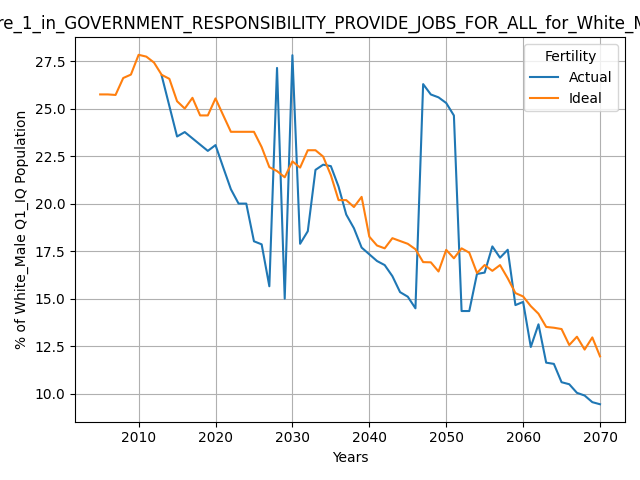 re_1_in_GOVERNMENT_RESPONSIBILITY_PROVIDE_JOBS_FOR_ALL_for_White_M
Fertility
Actual
Ideal
% of White_Male Q1_IQ Population
27.5
25.0
22.5
20.0
17.5
15.0
12.5
10.0
2010 2020 2030 2040 2050 2060 2070
Years